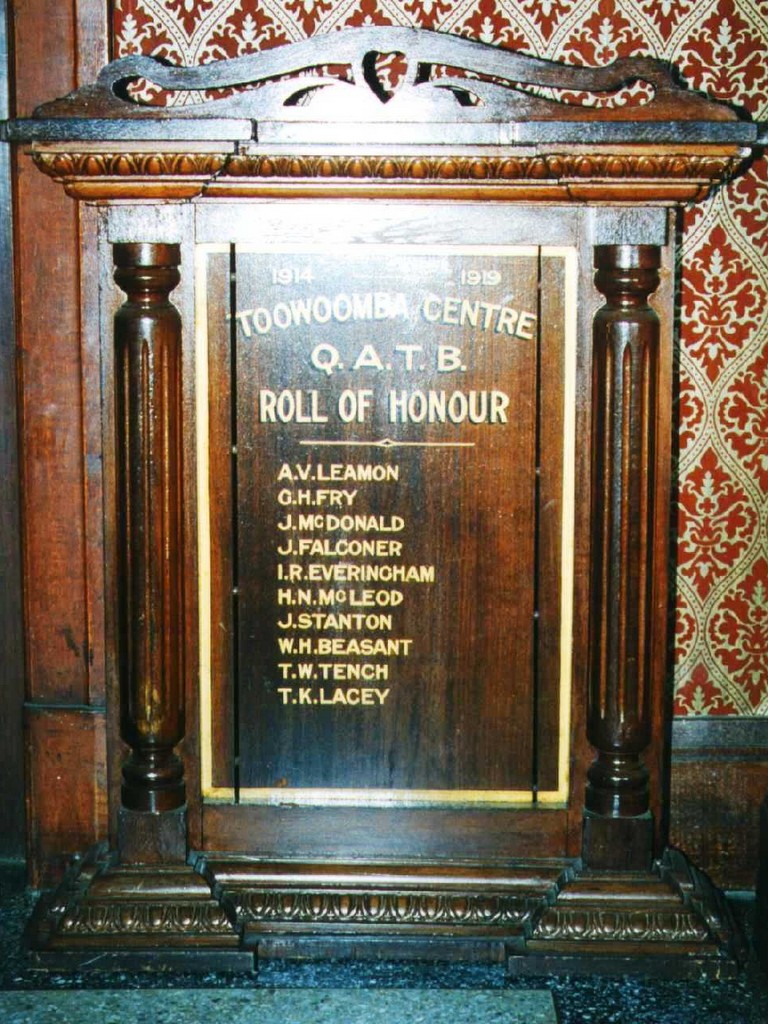 1914 1919
TOOWOOMBA CENTRE
Q. A. T. B.
ROLL OF HONOUR
A.V. LEAMON
G.H. FRY
J. McDONALD
J. FALCONER
I.R. EVERINGHAM
H.N. McLEOD
J. STANTON
W.H. BEASANT
T.W. TENCH
T.K. LACEY